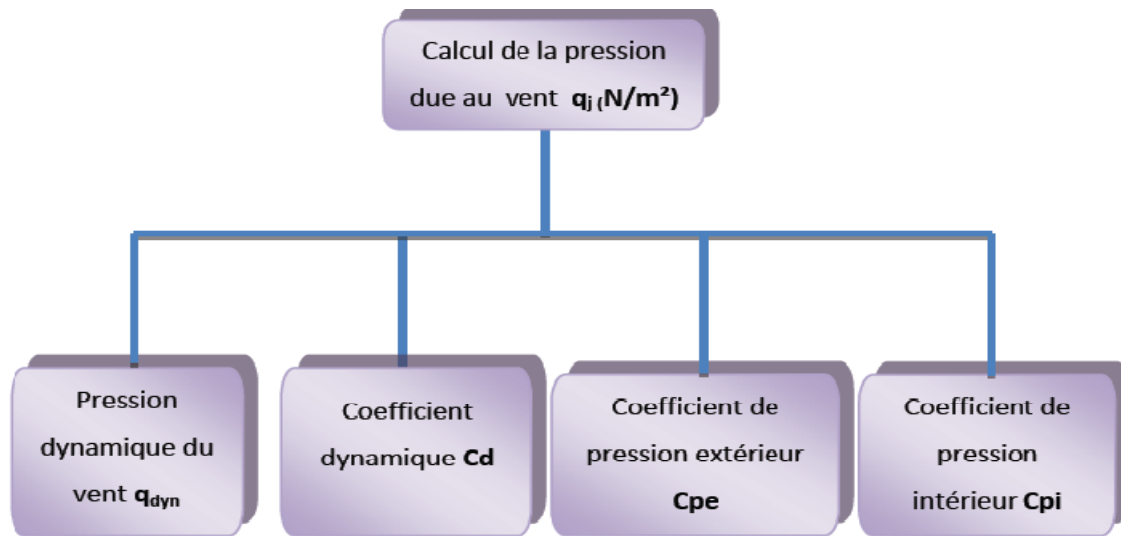 Calcul de la pression
due au vent qj (N/m²)
Pression
dynamique du
vent qdyn
Coefficient
dynamique Cd
Coefficient de
pression extérieur
Cpe
Coefficient de
pression
intérieur Cpi